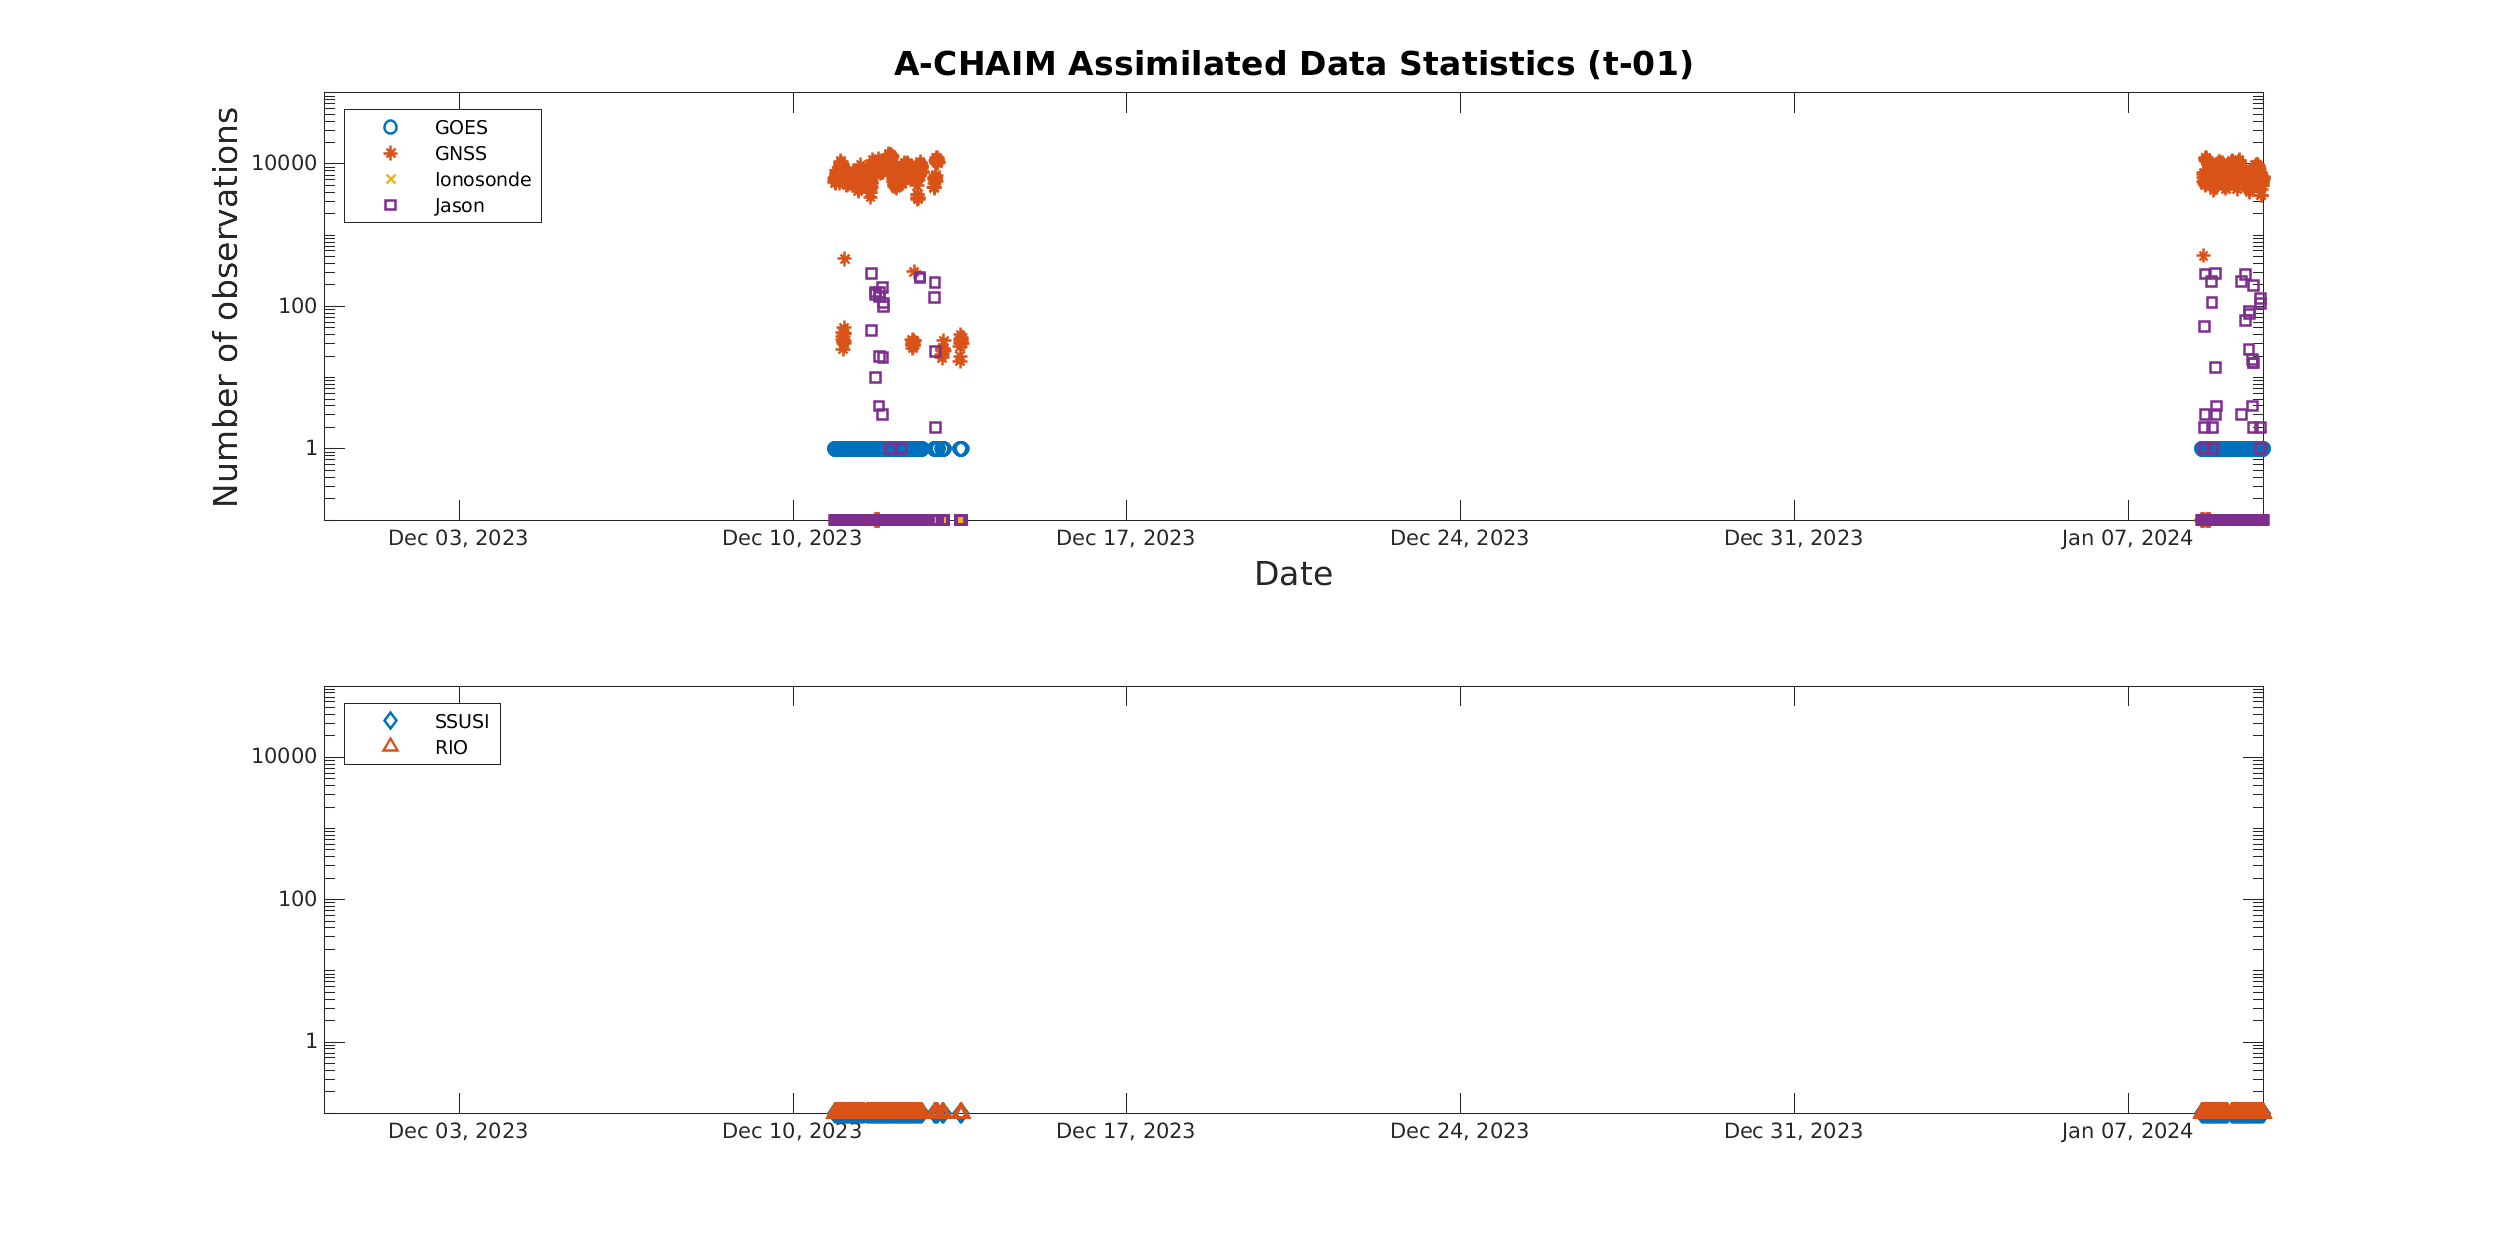 A-CHAIM Assimilated Data Statistics (t-01)
Number of observations
10000
100
1
GOES
GNSS
Ionosonde
Jason
Dec 03, 2023
Dec 10, 2023
Dec 17, 2023
Dec 24, 2023
Dec 31, 2023
Jan 07, 2024
Date
10000
100
1
SSUSI
RIO
Dec 03, 2023
Dec 10, 2023
Dec 17, 2023
Dec 24, 2023
Dec 31, 2023
Jan 07, 2024